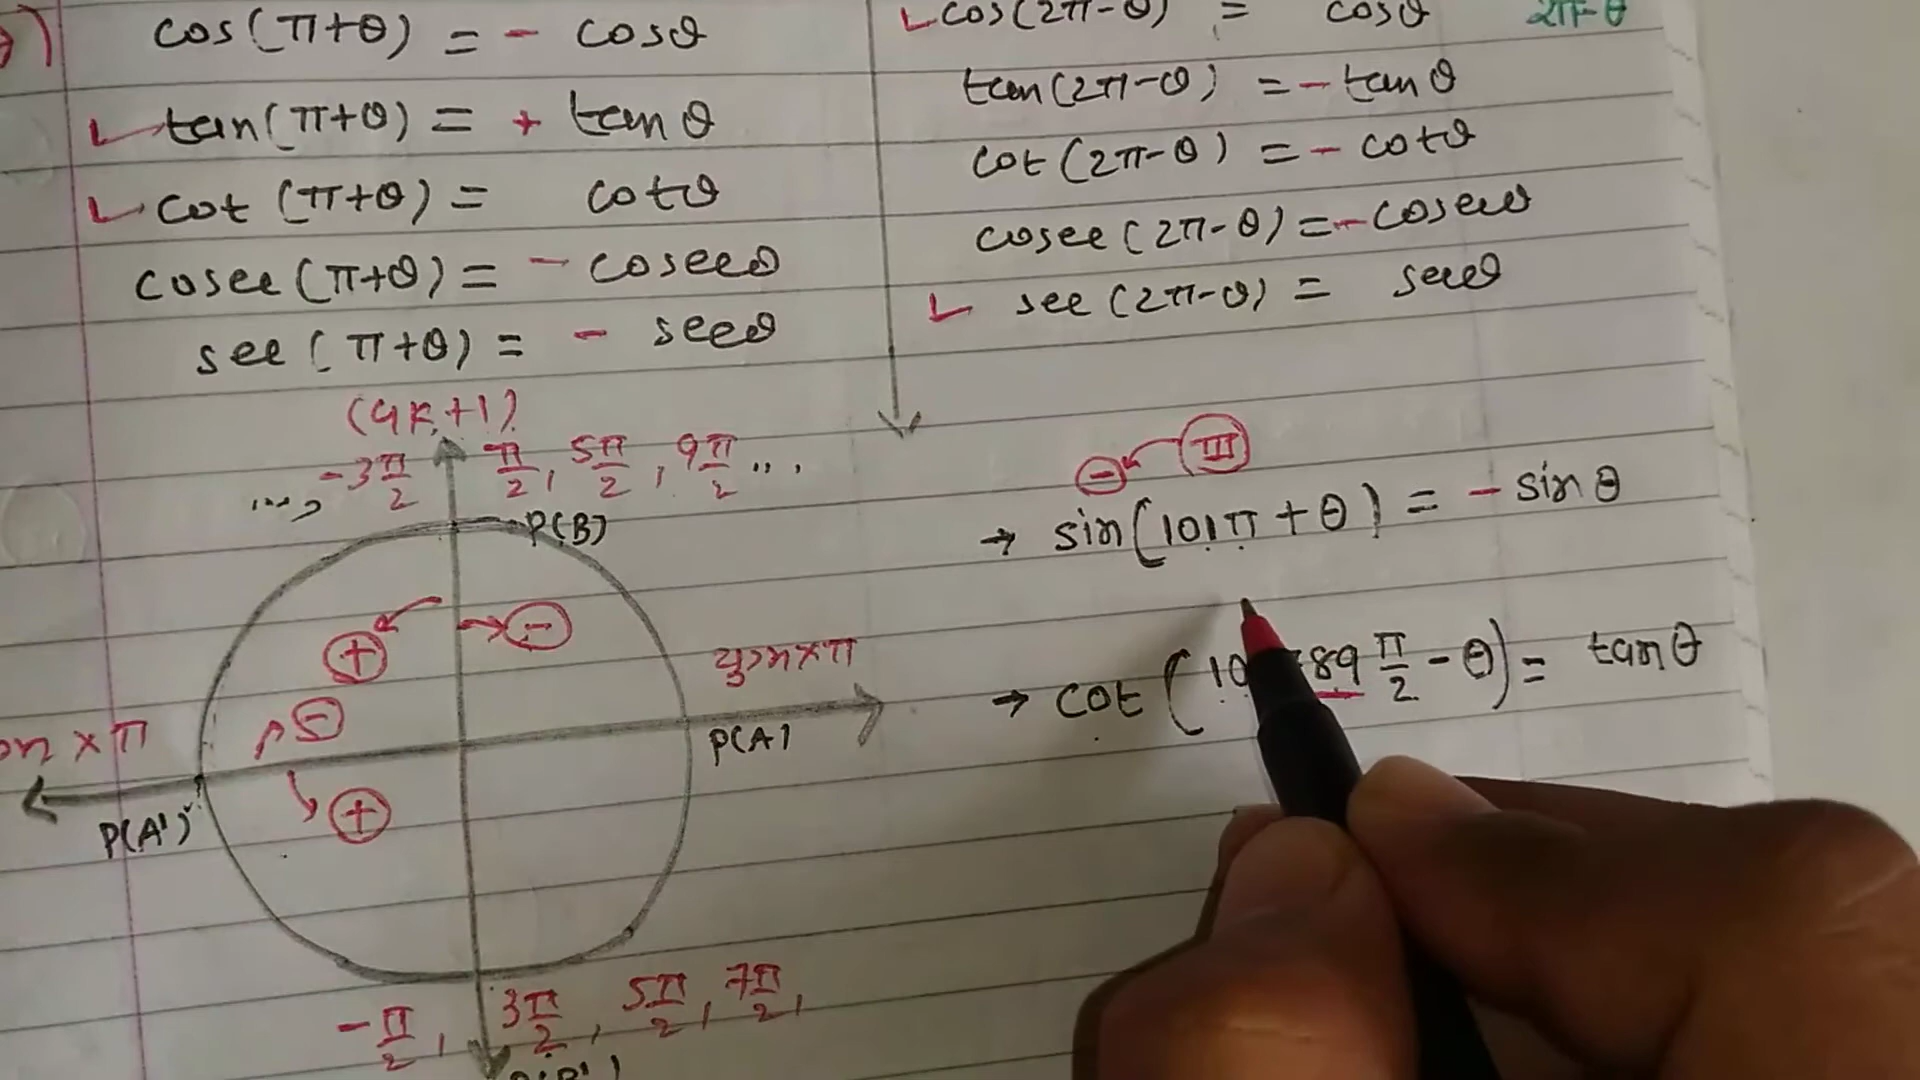 cos(π+θ) = - cosθ
tan(π+θ) = + tanθ
cot (π+θ) = cotθ
cosec(π+θ) = - cosecθ
sec(π+θ) = - secθ
cos(2π-θ) = cosθ 2π-θ
tan(2π-θ) = - tanθ
cot(2π-θ) = - cotθ
cosec(2π-θ) = - cosecθ
sec(2π-θ) = secθ
(4k+1)
..., -3π/2 π/2, 5π/2, 9π/2 ...
P(B)
+ -
-
+
P(A)
π×
P(A')
-π/2, 3π/2, 5π/2, 7π/2,
- III
→ sin(101π + θ) = - sinθ
→ cot ( 89 π/2 - θ) = tanθ